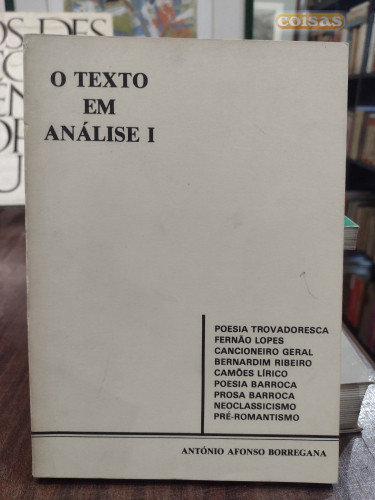 coisas
O TEXTO
EM
ANÁLISE I
POESIA TROVADORESCA
FERNÃO LOPES
CANCIONEIRO GERAL
BERNARDIM RIBEIRO
CAMÕES LÍRICO
POESIA BARROCA
PROSA BARROCA
NEOCLASSICISMO
PRÉ-ROMANTISMO
ANTÓNIO AFONSO BORREGANA